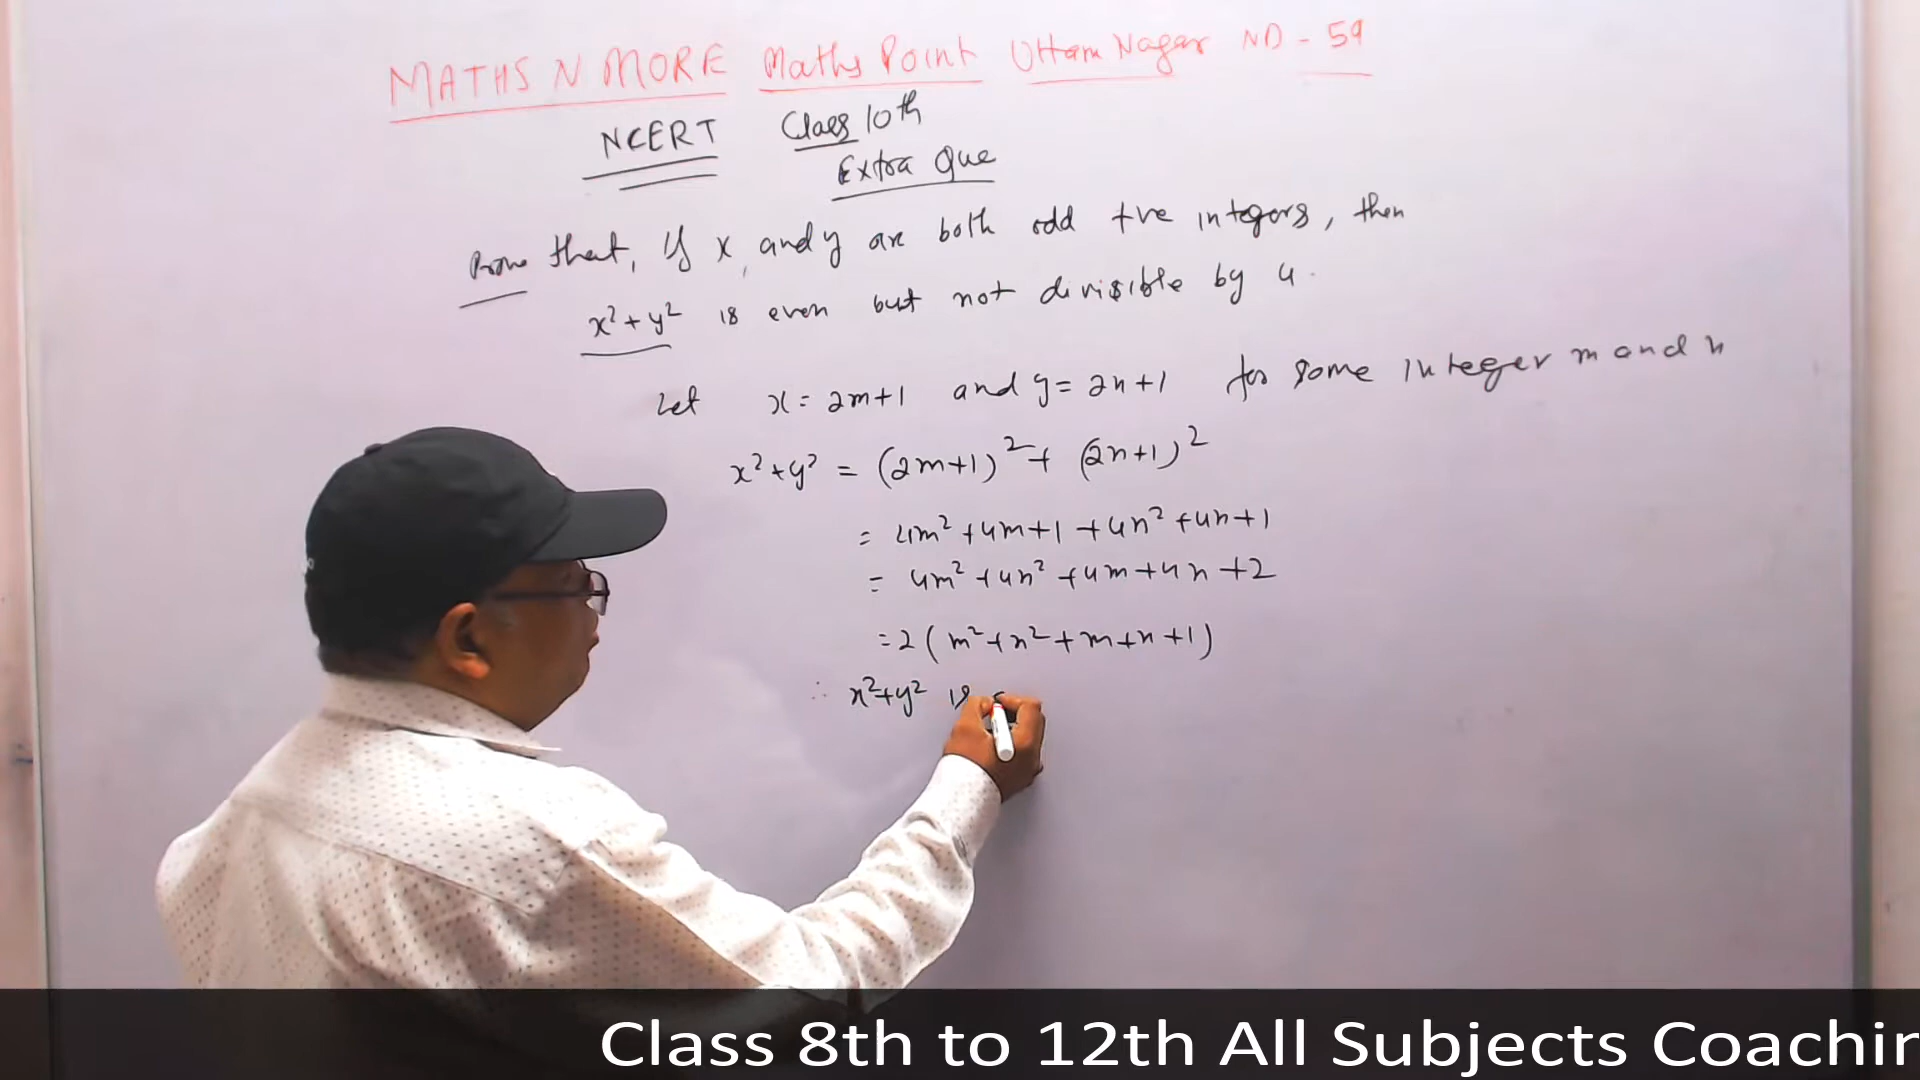 MATHS N MORE Maths Point Uttam Nagar ND - 59
NCERT Class 10th
Extra Que
Prove that, if x and y are both odd +ve integers, then
x² + y² is even but not divisible by 4.
Let x = 2m+1 and y = 2n+1 for some integer m and n
x² + y² = (2m+1)² + (2n+1)²
= 4m² + 4m + 1 + 4n² + 4n + 1
= 4m² + 4n² + 4m + 4n + 2
= 2 ( m² + n² + m + n + 1 )
∴ x² + y² is
Class 8th to 12th All Subjects Coachin